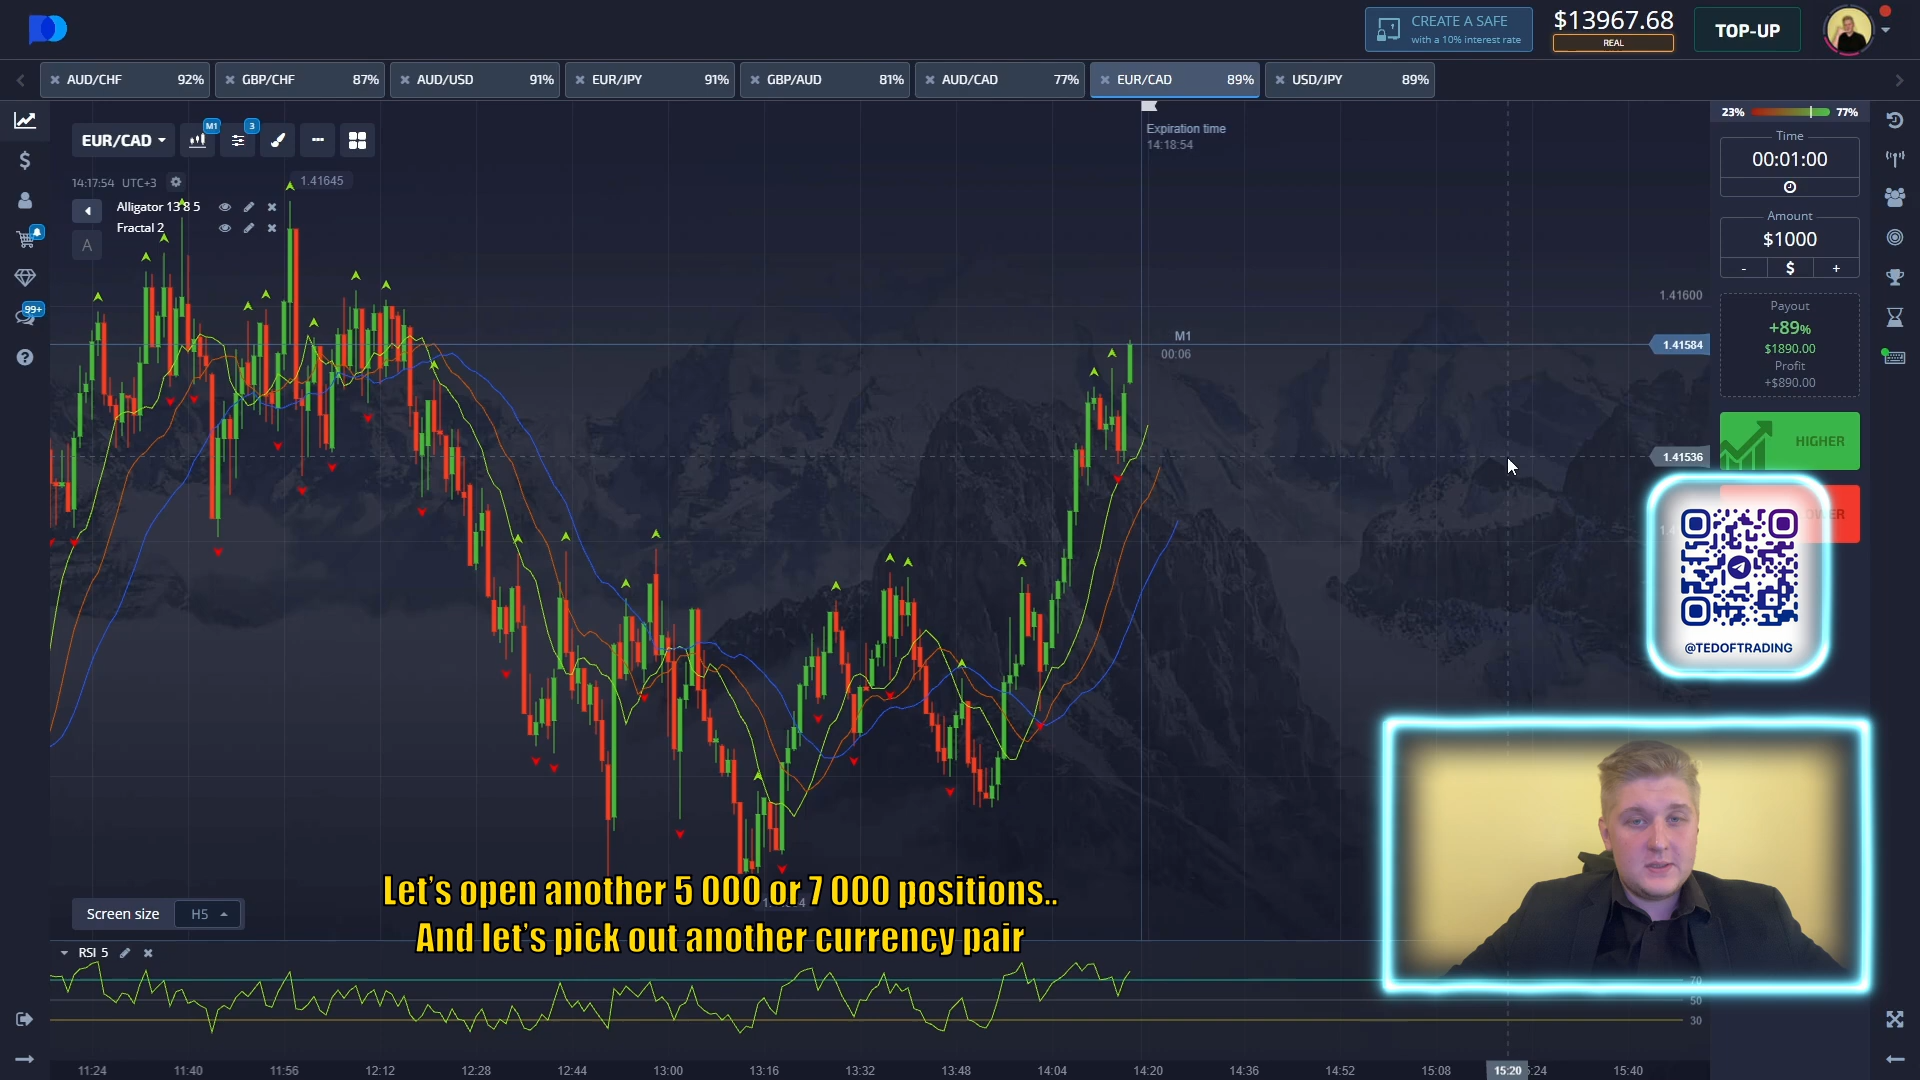 CREATE A SAFE
with a 10% interest rate
$13967.68
REAL
TOP-UP
AUD/CHF 92%
GBP/CHF 87%
AUD/USD 91%
EUR/JPY 91%
GBP/AUD 81%
AUD/CAD 77%
EUR/CAD 89%
USD/JPY 89%
EUR/CAD
M1
3
Expiration time
14:18:54
14:17:54 UTC+3
1.41645
Alligator 13 8 5
Fractal 2
A
99+
M1
00:06
1.41600
1.41584
1.41536
23% 77%
Time
00:01:00
Amount
$1000
- $ +
Payout
+89%
$1890.00
Profit
+$890.00
HIGHER
@TEDOFTRADING
Let's open another 5 000 or 7 000 positions..
And let's pick out another currency pair
Screen size H5
RSI 5
70
50
30
11:24 11:40 11:56 12:12 12:28 12:44 13:00 13:16 13:32 13:48 14:04 14:20 14:36 14:52 15:08 15:20 5:24 15:40